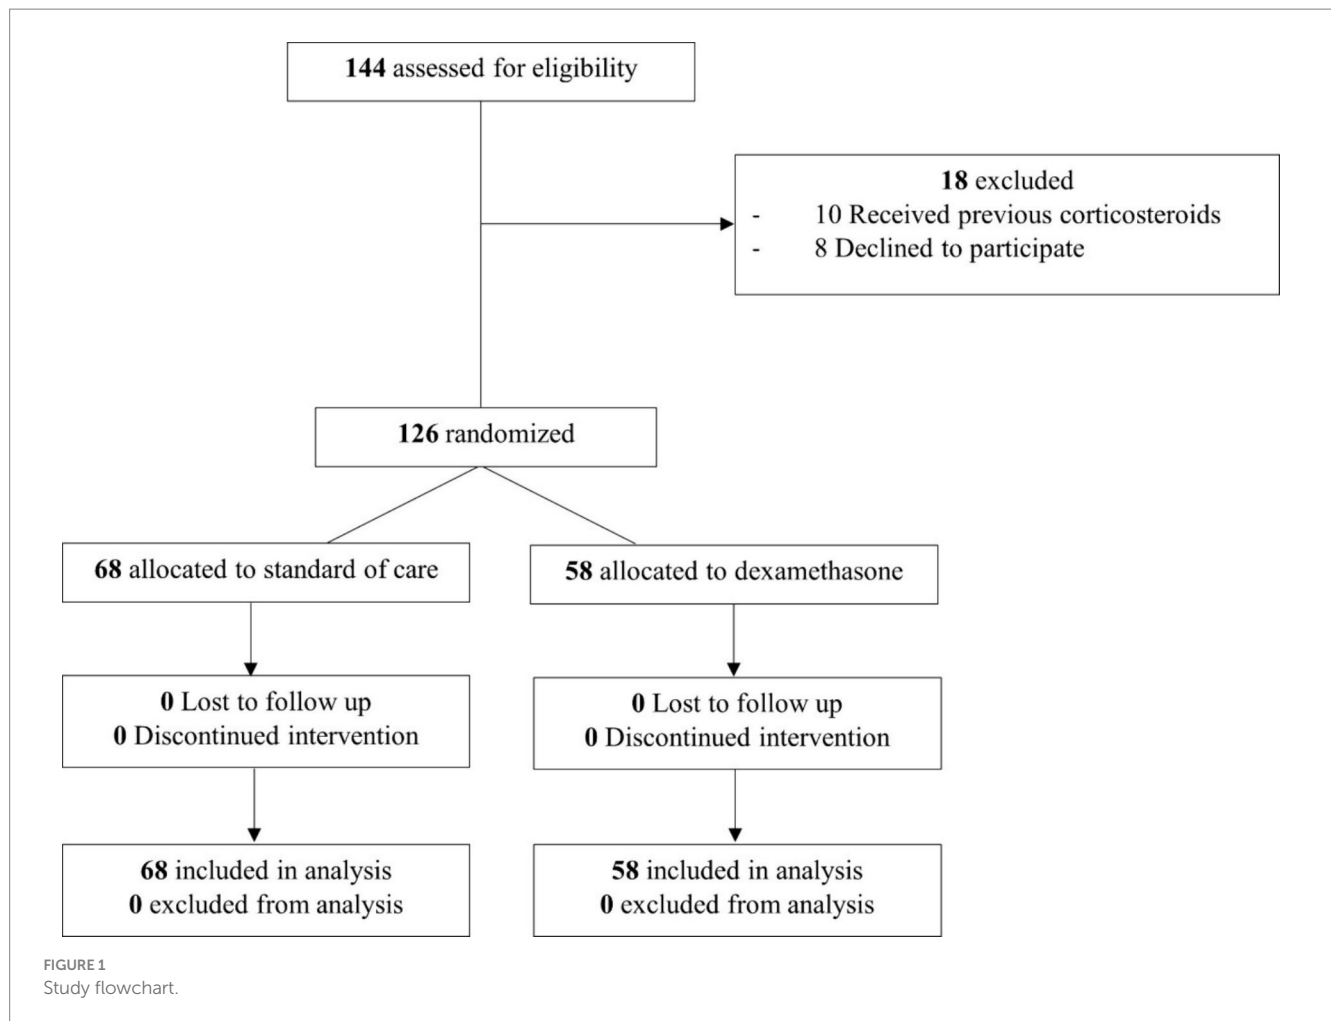 144 assessed for eligibility
18 excluded
- 10 Received previous corticosteroids
- 8 Declined to participate
126 randomized
68 allocated to standard of care
58 allocated to dexamethasone
0 Lost to follow up
0 Discontinued intervention
0 Lost to follow up
0 Discontinued intervention
68 included in analysis
0 excluded from analysis
58 included in analysis
0 excluded from analysis
FIGURE 1
Study flowchart.